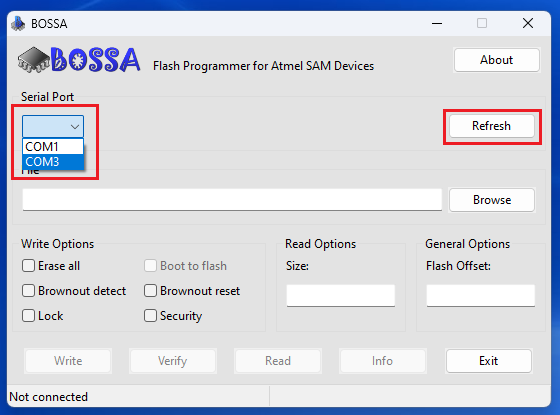 BOSSA
BOSSA
Flash Programmer for Atmel SAM Devices
About
Serial Port
COM1
COM3
Refresh
File
Browse
Write Options
Erase all
Boot to flash
Brownout detect
Brownout reset
Lock
Security
Read Options
Size:
General Options
Flash Offset:
Write
Verify
Read
Info
Exit
Not connected